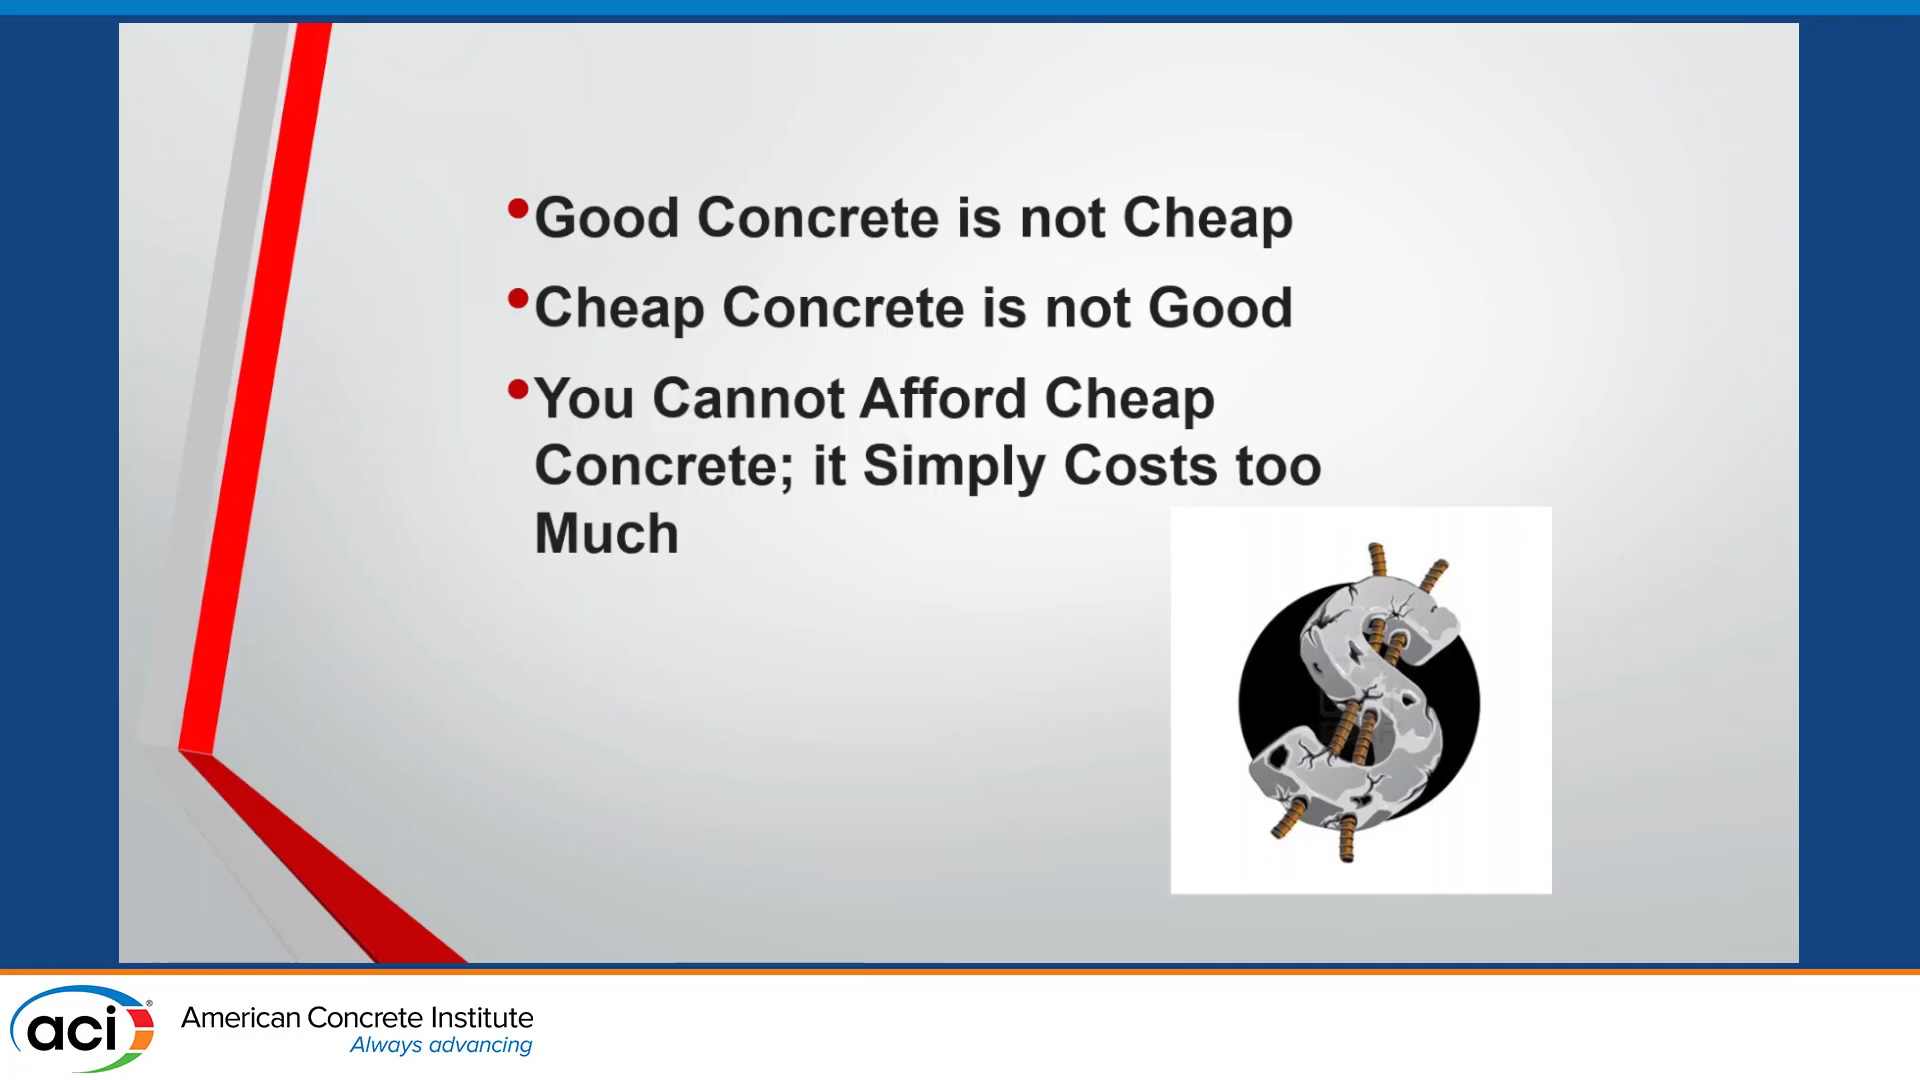 •Good Concrete is not Cheap
•Cheap Concrete is not Good
•You Cannot Afford Cheap
Concrete; it Simply Costs too
Much
aci®
American Concrete Institute
Always advancing